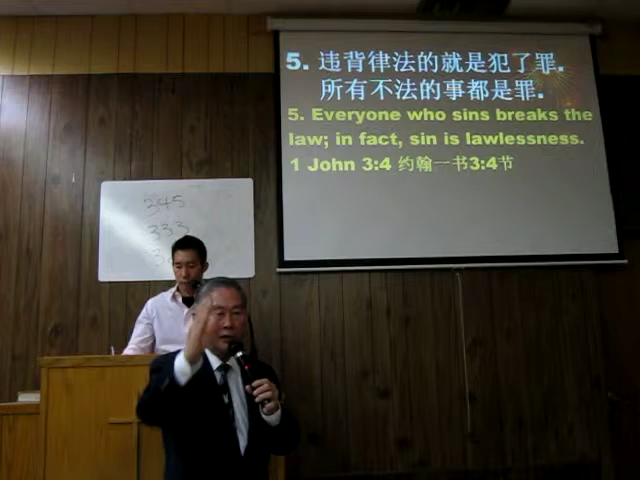 5. 违背律法的就是犯了罪.
所有不法的事都是罪.
5. Everyone who sins breaks the
law; in fact, sin is lawlessness.
1 John 3:4 约翰一书3:4节
345
333